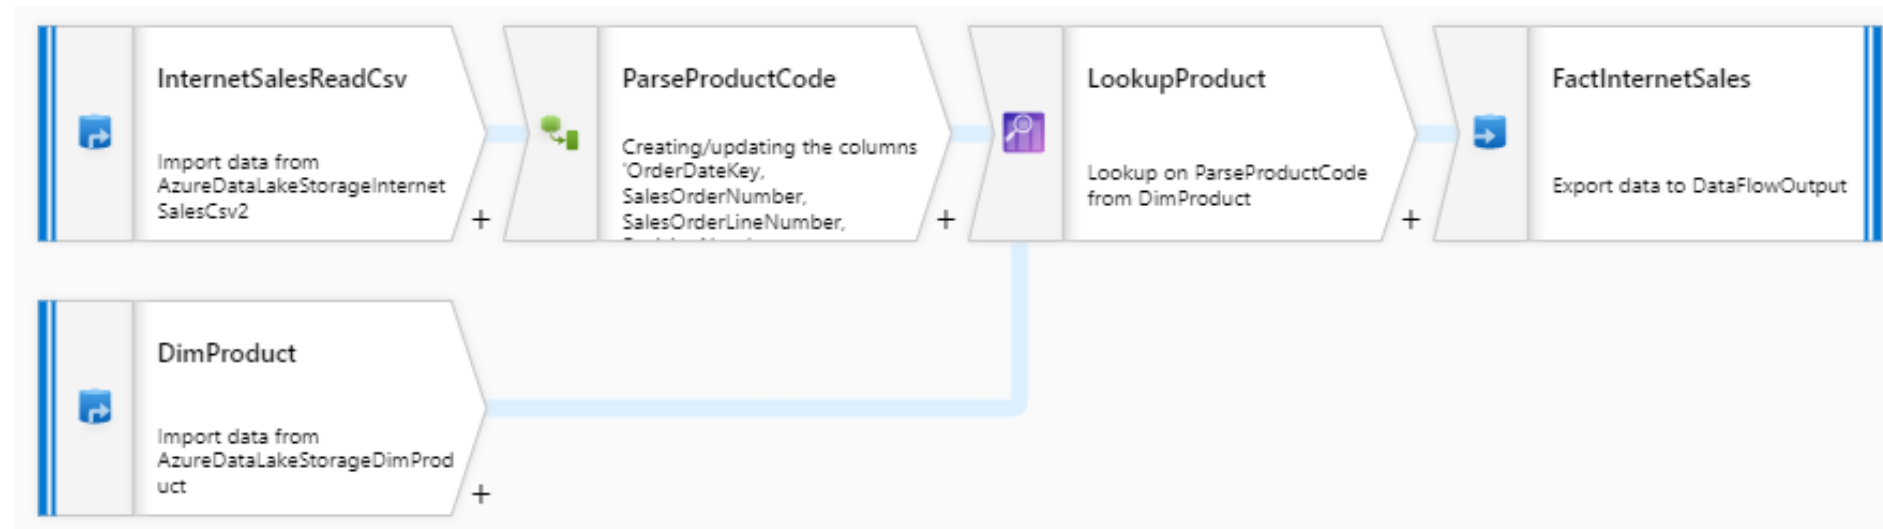 InternetSalesReadCsv
Import data from
AzureDataLakeStorageInternet
SalesCsv2
+
ParseProductCode
Creating/updating the columns
'OrderDateKey,
SalesOrderNumber,
SalesOrderLineNumber,
+
LookupProduct
Lookup on ParseProductCode
from DimProduct
+
FactInternetSales
Export data to DataFlowOutput
DimProduct
Import data from
AzureDataLakeStorageDimProd
uct
+